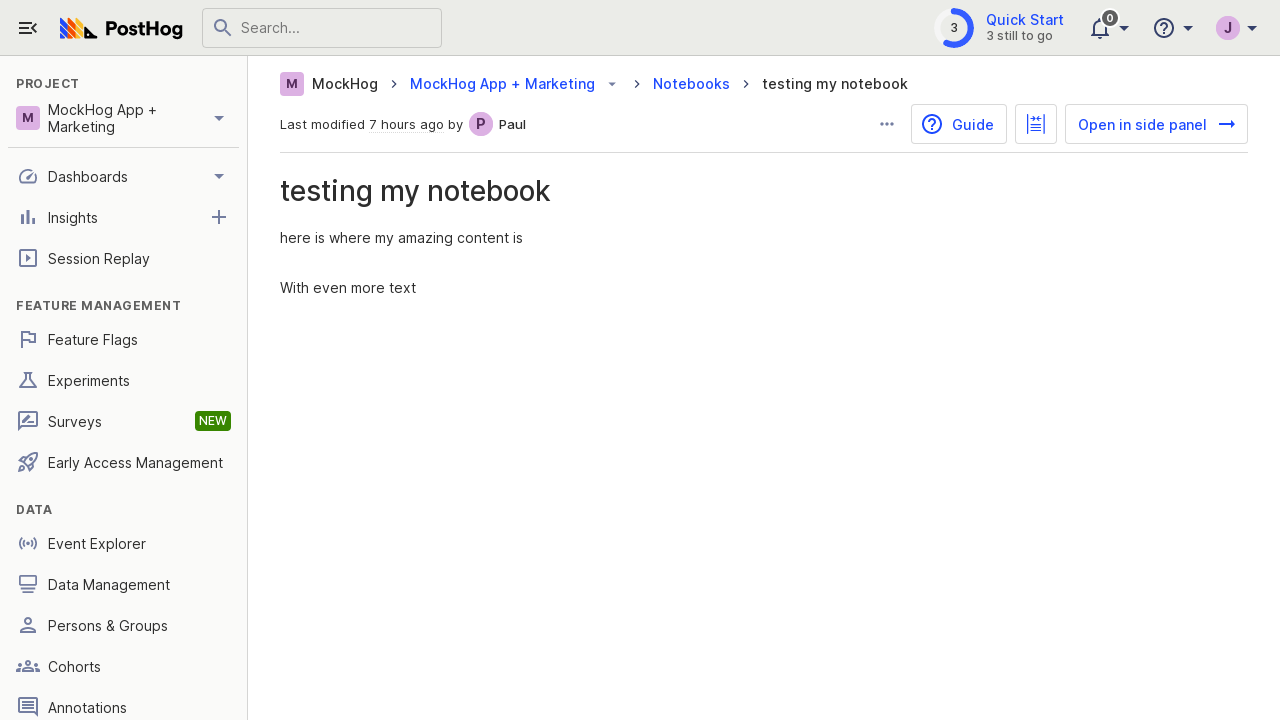 PostHog
Search...
3
Quick Start
3 still to go
0
J
PROJECT
M
MockHog App +
Marketing
Dashboards
Insights
Session Replay
FEATURE MANAGEMENT
Feature Flags
Experiments
Surveys
NEW
Early Access Management
DATA
Event Explorer
Data Management
Persons & Groups
Cohorts
Annotations
M MockHog > MockHog App + Marketing > Notebooks > testing my notebook
Last modified 7 hours ago by P Paul
Guide
Open in side panel
testing my notebook
here is where my amazing content is
With even more text